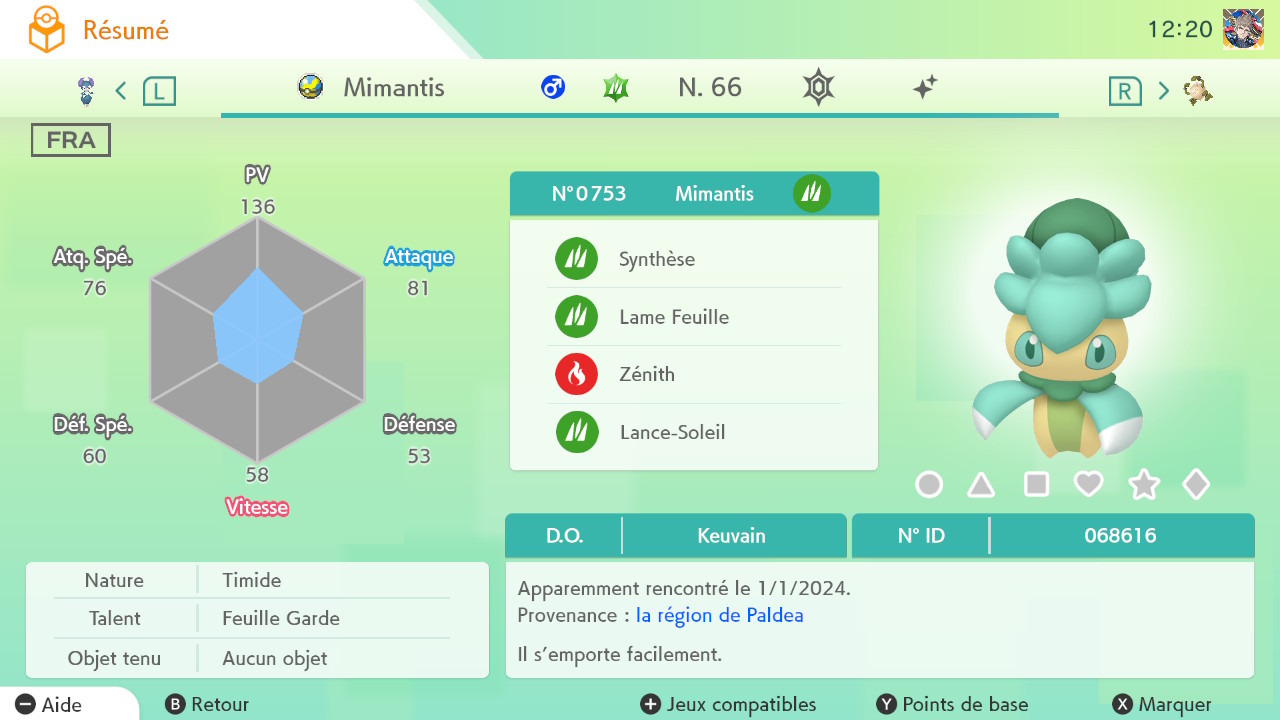 Résumé
12:20
L
Mimantis
N. 66
R
FRA
PV
136
Atq. Spé.
76
Attaque
81
Déf. Spé.
60
Défense
53
58
Vitesse
N°0753 Mimantis
Synthèse
Lame Feuille
Zénith
Lance-Soleil
D.O. Keuvain N° ID 068616
Nature Timide
Talent Feuille Garde
Objet tenu Aucun objet
Apparemment rencontré le 1/1/2024.
Provenance : la région de Paldea
Il s'emporte facilement.
Aide B Retour Jeux compatibles Y Points de base X Marquer